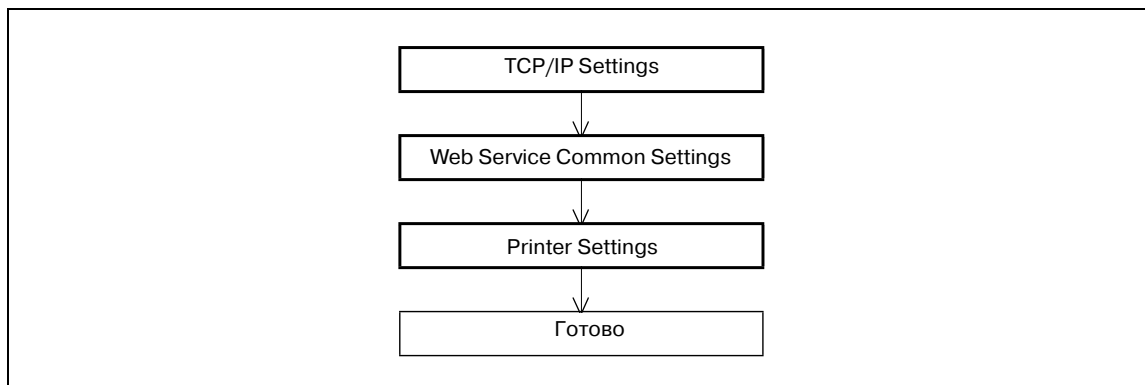 TCP/IP Settings
Web Service Common Settings
Printer Settings
Готово